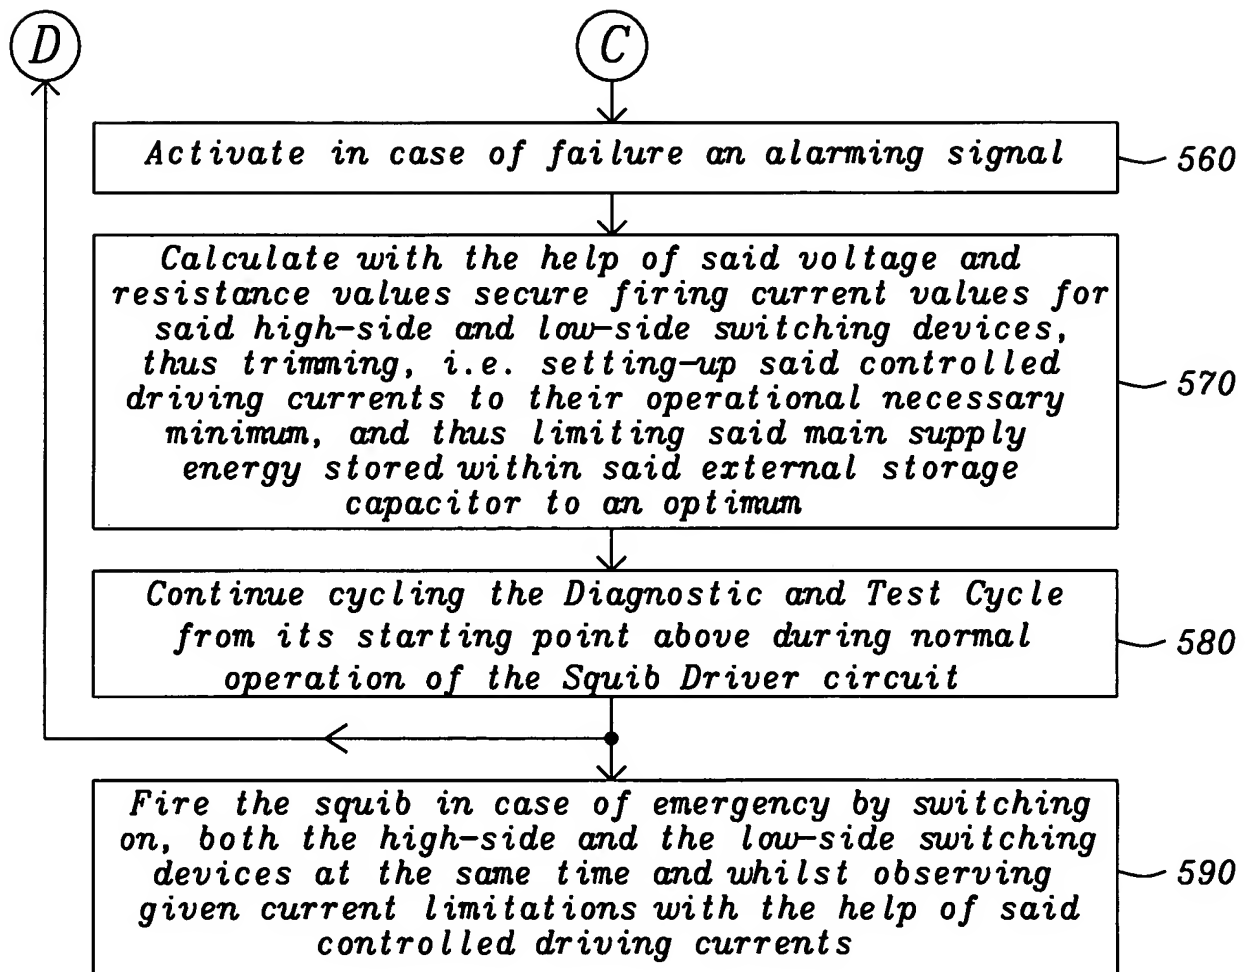 D
C
Activate in case of failure an alarming signal
560
Calculate with the help of said voltage and
resistance values secure firing current values for
said high-side and low-side switching devices,
thus trimming, i.e. setting-up said controlled
driving currents to their operational necessary
minimum, and thus limiting said main supply
energy stored within said external storage
capacitor to an optimum
570
Continue cycling the Diagnostic and Test Cycle
from its starting point above during normal
operation of the Squib Driver circuit
580
Fire the squib in case of emergency by switching
on, both the high-side and the low-side switching
devices at the same time and whilst observing
given current limitations with the help of said
controlled driving currents
590